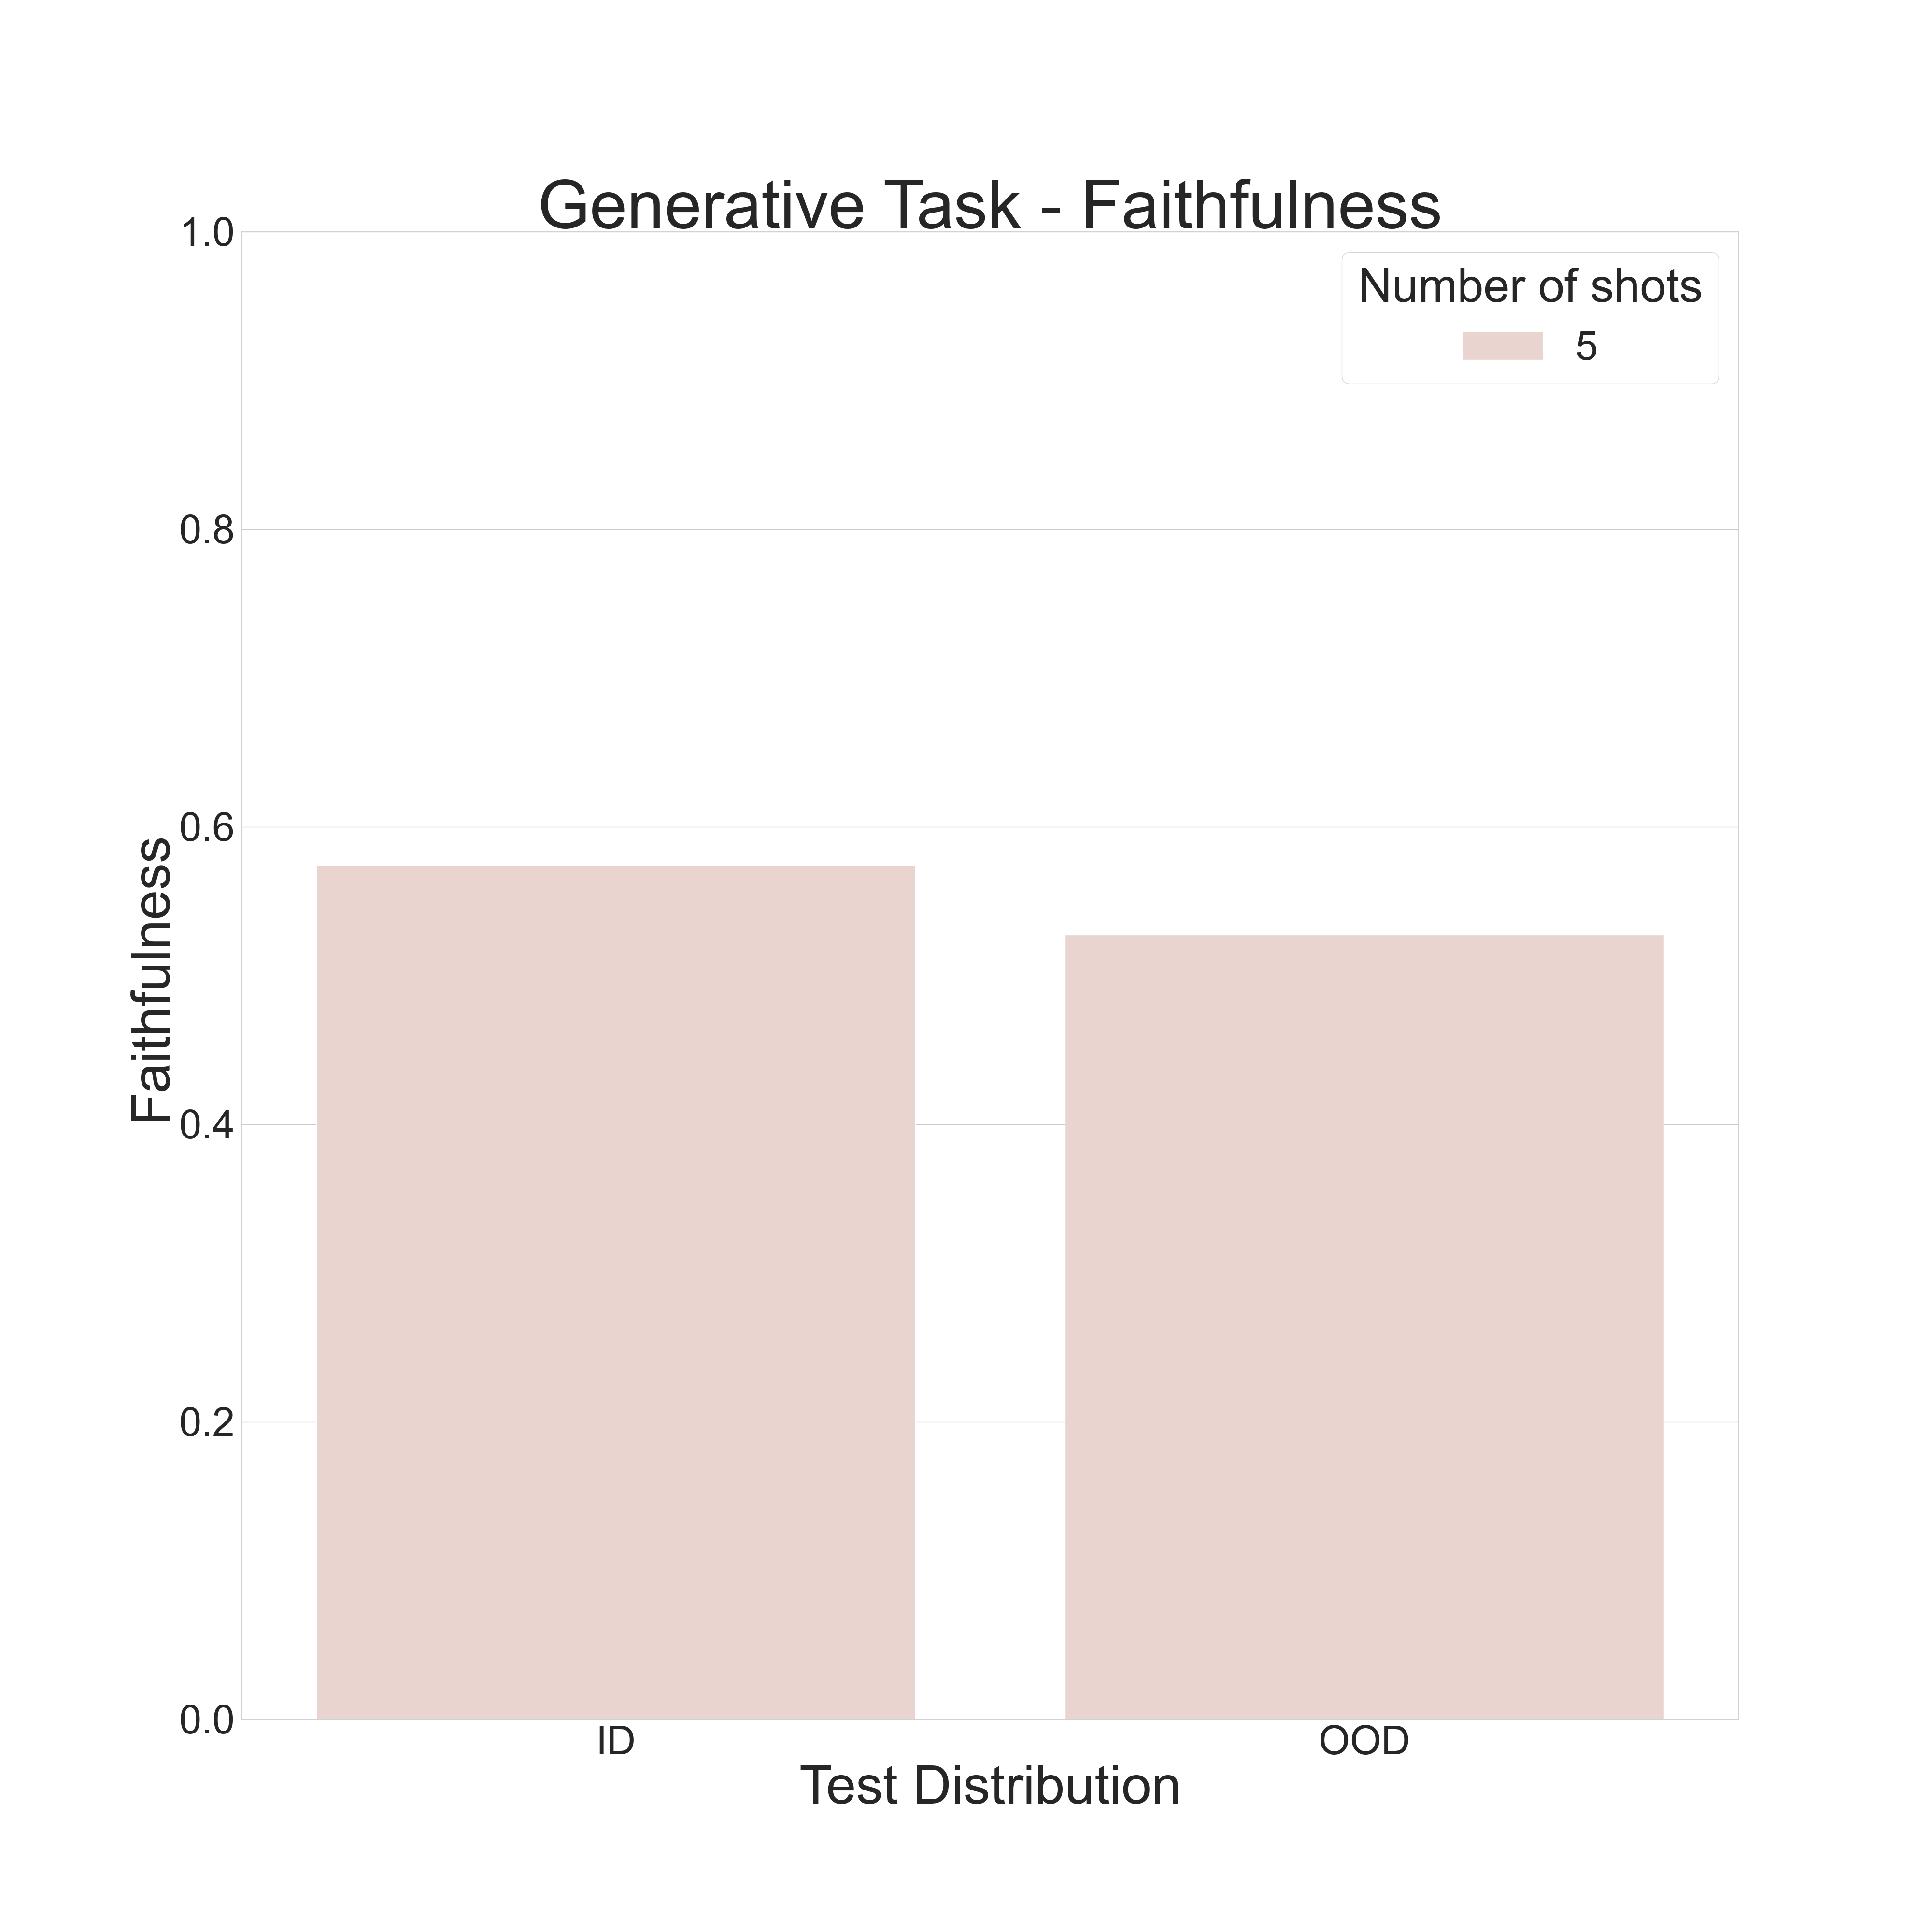 Generative Task - Faithfulness
Number of shots
5
1.0
0.8
0.6
0.4
0.2
0.0
Faithfulness
ID
OOD
Test Distribution